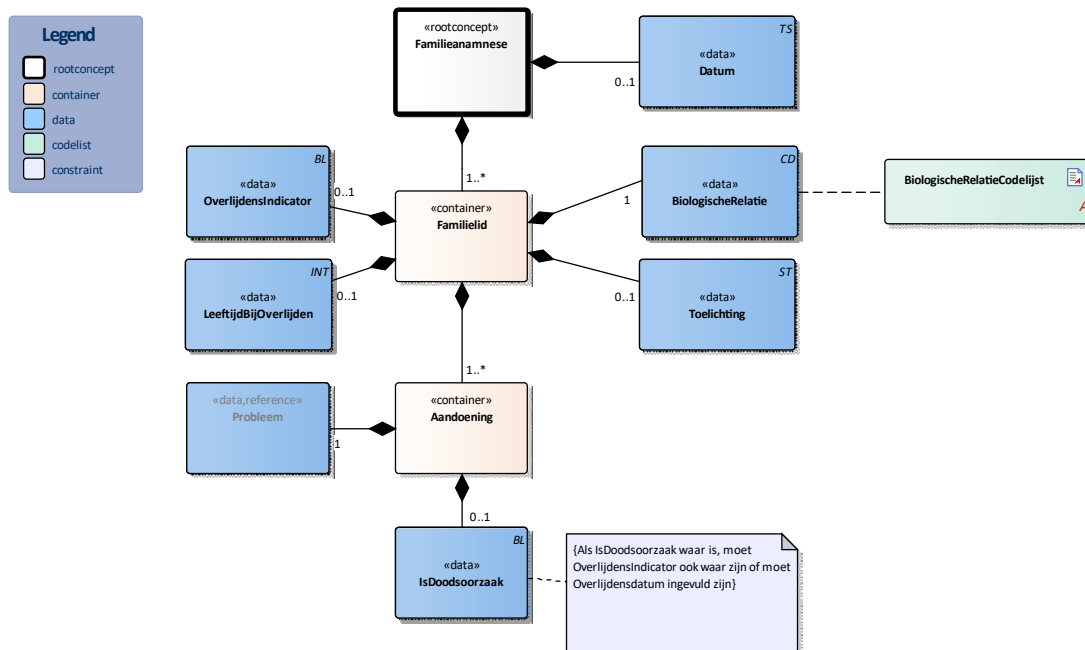 Legend
rootconcept
container
data
codelist
constraint
«rootconcept»
Familieanamnese
TS
«data»
Datum
0..1
1..*
BL
«data»
OverlijdensIndicator
0..1
«container»
Familielid
CD
«data»
BiologischeRelatie
1
BiologischeRelatieCodelijst
INT
«data»
LeeftijdBijOverlijden
0..1
ST
«data»
Toelichting
0..1
1..*
«data,reference»
Probleem
1
«container»
Aandoening
0..1
BL
«data»
IsDoodsoorzaak
{Als IsDoodsoorzaak waar is, moet
OverlijdensIndicator ook waar zijn of moet
Overlijdensdatum ingevuld zijn}